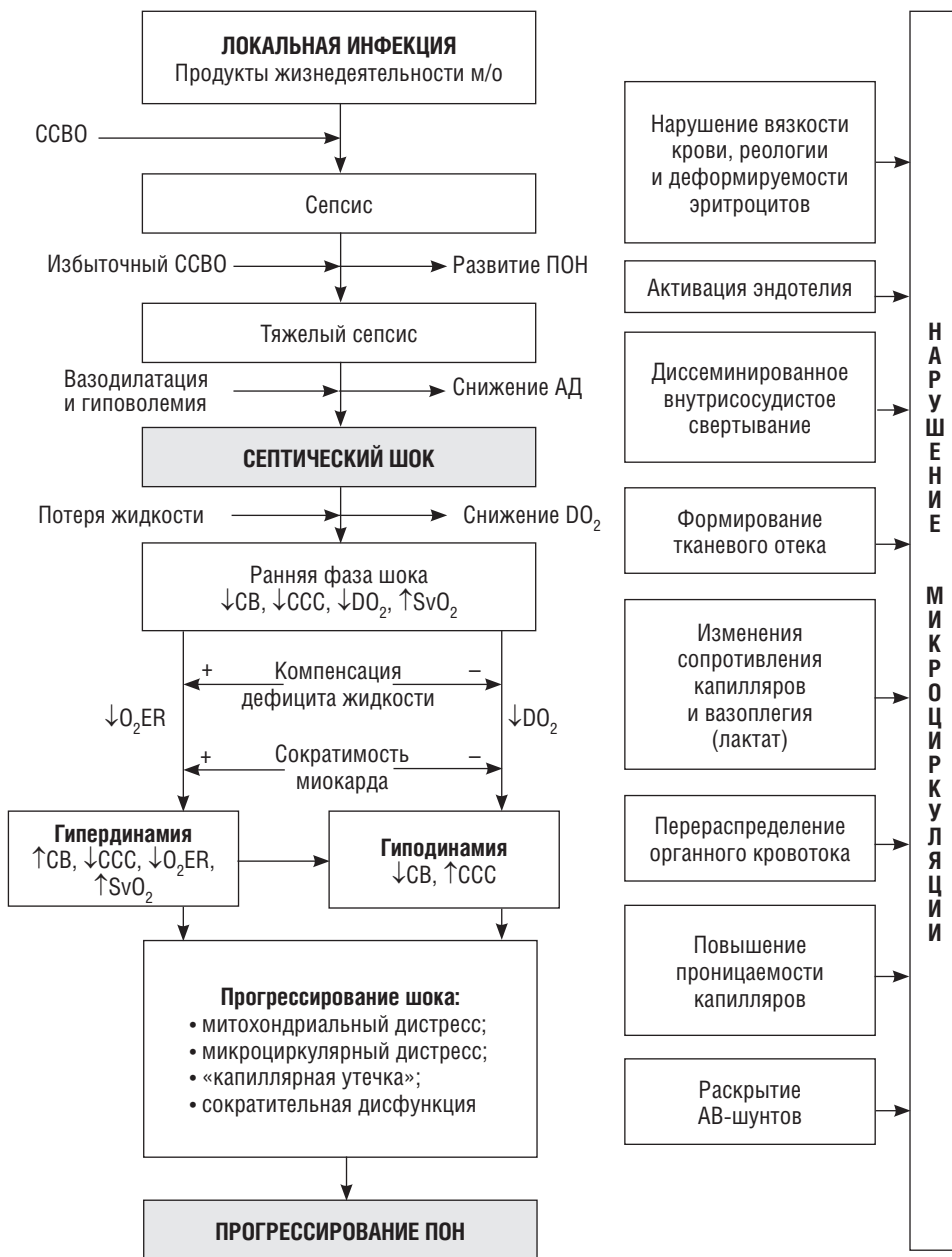 ЛОКАЛЬНАЯ ИНФЕКЦИЯ
Продукты жизнедеятельности м/о
ССВО
Сепсис
Избыточный ССВО
Развитие ПОН
Тяжелый сепсис
Вазодилатация
и гиповолемия
Снижение АД
СЕПТИЧЕСКИЙ ШОК
Потеря жидкости
Снижение DO₂
Ранняя фаза шока
↓СВ, ↓ССС, ↓DO₂, ↑SvO₂
+ Компенсация –
дефицита жидкости
↓O₂ER
↓DO₂
+ Сократимость –
миокарда
Гипердинамия
↑СВ, ↓ССС, ↓O₂ER,
↑SvO₂
Гиподинамия
↓СВ, ↑ССС
Прогрессирование шока:
• митохондриальный дистресс;
• микроциркулярный дистресс;
• «капиллярная утечка»;
• сократительная дисфункция
ПРОГРЕССИРОВАНИЕ ПОН
Нарушение вязкости
крови, реологии
и деформируемости
эритроцитов
Активация эндотелия
Диссеминированное
внутрисосудистое
свертывание
Формирование
тканевого отека
Изменения
сопротивления
капилляров
и вазоплегия
(лактат)
Перераспределение
органного кровотока
Повышение
проницаемости
капилляров
Раскрытие
АВ-шунтов
НАРУШЕНИЕ МИКРОЦИРКУЛЯЦИИ